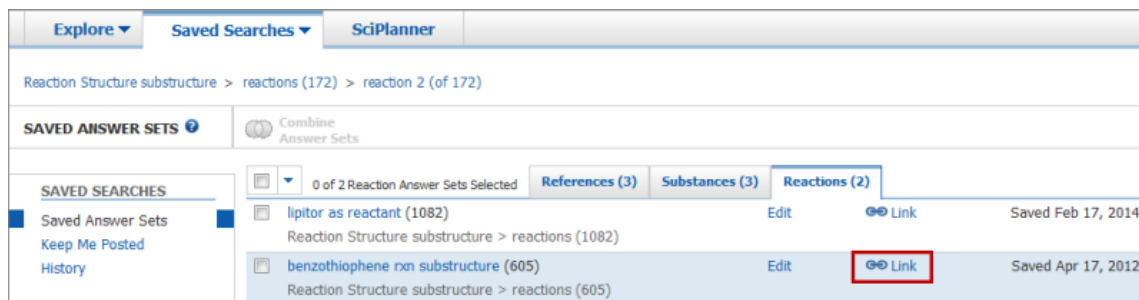 Explore Saved Searches SciPlanner
Reaction Structure substructure > reactions (172) > reaction 2 (of 172)
SAVED ANSWER SETS ?
Combine
Answer Sets
SAVED SEARCHES
Saved Answer Sets
Keep Me Posted
History
0 of 2 Reaction Answer Sets Selected References (3) Substances (3) Reactions (2)
lipitor as reactant (1082) Edit Link Saved Feb 17, 2014
Reaction Structure substructure > reactions (1082)
benzothiophene rxn substructure (605) Edit Link Saved Apr 17, 2012
Reaction Structure substructure > reactions (605)